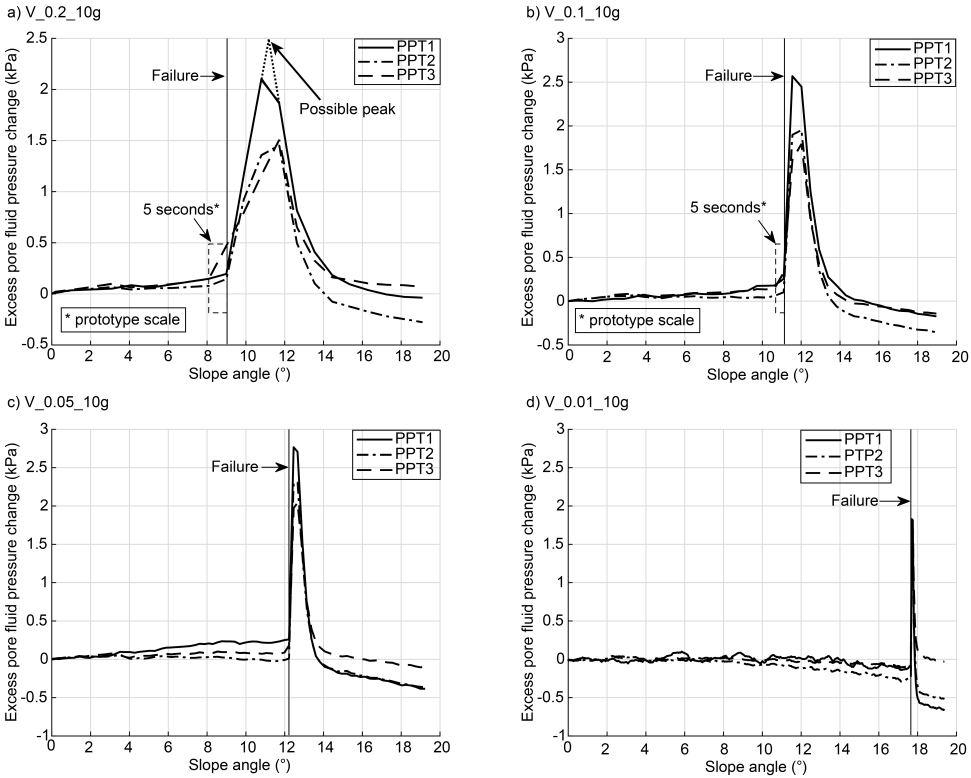 a) V_0.2_10g
Excess pore fluid pressure change (kPa)
2.5
2
1.5
1
0.5
0
-0.5
0 2 4 6 8 10 12 14 16 18 20
Slope angle (°)
Failure
PPT1
PPT2
PPT3
Possible peak
5 seconds*
* prototype scale
b) V_0.1_10g
Excess pore fluid pressure change (kPa)
3
2.5
2
1.5
1
0.5
0
-0.5
0 2 4 6 8 10 12 14 16 18 20
Slope angle (°)
Failure
PPT1
PPT2
PPT3
5 seconds*
* prototype scale
c) V_0.05_10g
Excess pore fluid pressure change (kPa)
3
2.5
2
1.5
1
0.5
0
-0.5
-1
0 2 4 6 8 10 12 14 16 18 20
Slope angle (°)
Failure
PPT1
PPT2
PPT3
d) V_0.01_10g
Excess pore fluid pressure change (kPa)
3
2.5
2
1.5
1
0.5
0
-0.5
-1
0 2 4 6 8 10 12 14 16 18 20
Slope angle (°)
PPT1
PTP2
PPT3
Failure